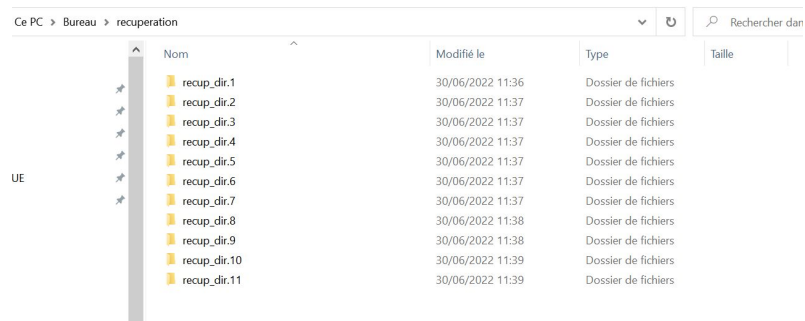 Ce PC > Bureau > recuperation
Rechercher dan
Nom Modifié le Type Taille
recup_dir.1 30/06/2022 11:36 Dossier de fichiers
recup_dir.2 30/06/2022 11:37 Dossier de fichiers
recup_dir.3 30/06/2022 11:37 Dossier de fichiers
recup_dir.4 30/06/2022 11:37 Dossier de fichiers
recup_dir.5 30/06/2022 11:37 Dossier de fichiers
UE
recup_dir.6 30/06/2022 11:37 Dossier de fichiers
recup_dir.7 30/06/2022 11:37 Dossier de fichiers
recup_dir.8 30/06/2022 11:38 Dossier de fichiers
recup_dir.9 30/06/2022 11:38 Dossier de fichiers
recup_dir.10 30/06/2022 11:39 Dossier de fichiers
recup_dir.11 30/06/2022 11:39 Dossier de fichiers